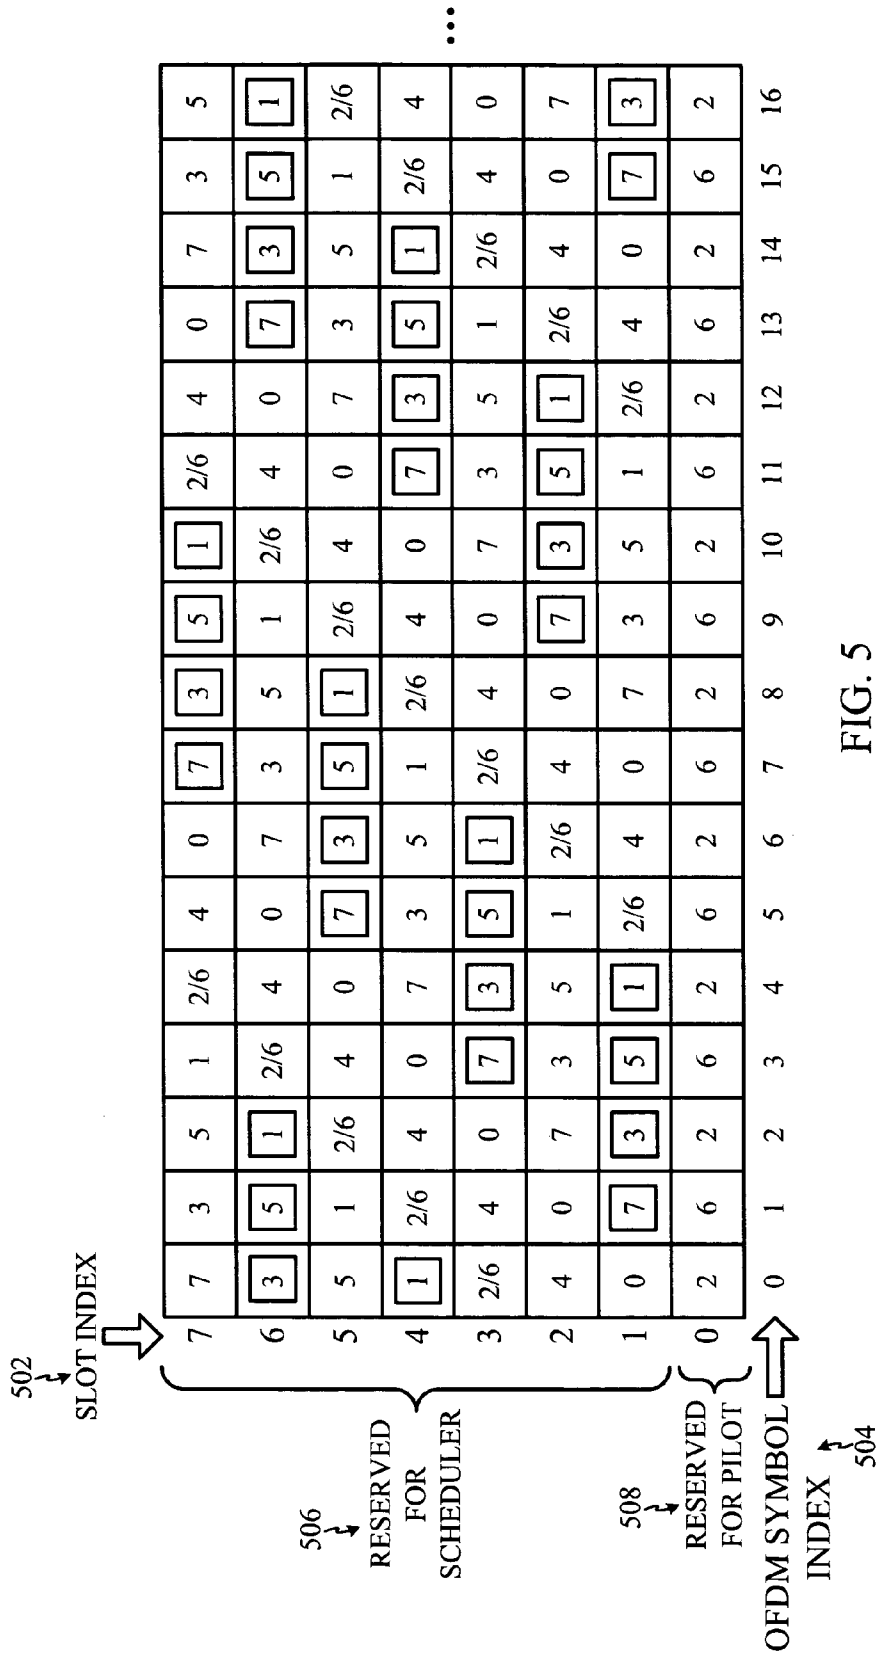 502
SLOT INDEX
7 7 3 5 1 2/6 4 0 7 3 5 1 2/6 4 0 7 3 5
6 3 5 1 2/6 4 0 7 3 5 1 2/6 4 0 7 3 5 1
5 5 1 2/6 4 0 7 3 5 1 2/6 4 0 7 3 5 1 2/6
506
RESERVED
FOR
SCHEDULER
4 1 2/6 4 0 7 3 5 1 2/6 4 0 7 3 5 1 2/6 4
...
3 2/6 4 0 7 3 5 1 2/6 4 0 7 3 5 1 2/6 4 0
2 4 0 7 3 5 1 2/6 4 0 7 3 5 1 2/6 4 0 7
1 0 7 3 5 1 2/6 4 0 7 3 5 1 2/6 4 0 7 3
508
RESERVED
FOR PILOT
0 2 6 2 6 2 6 2 6 2 6 2 6 2 6 2 6 2
OFDM SYMBOL
INDEX
504
0 1 2 3 4 5 6 7 8 9 10 11 12 13 14 15 16
FIG. 5